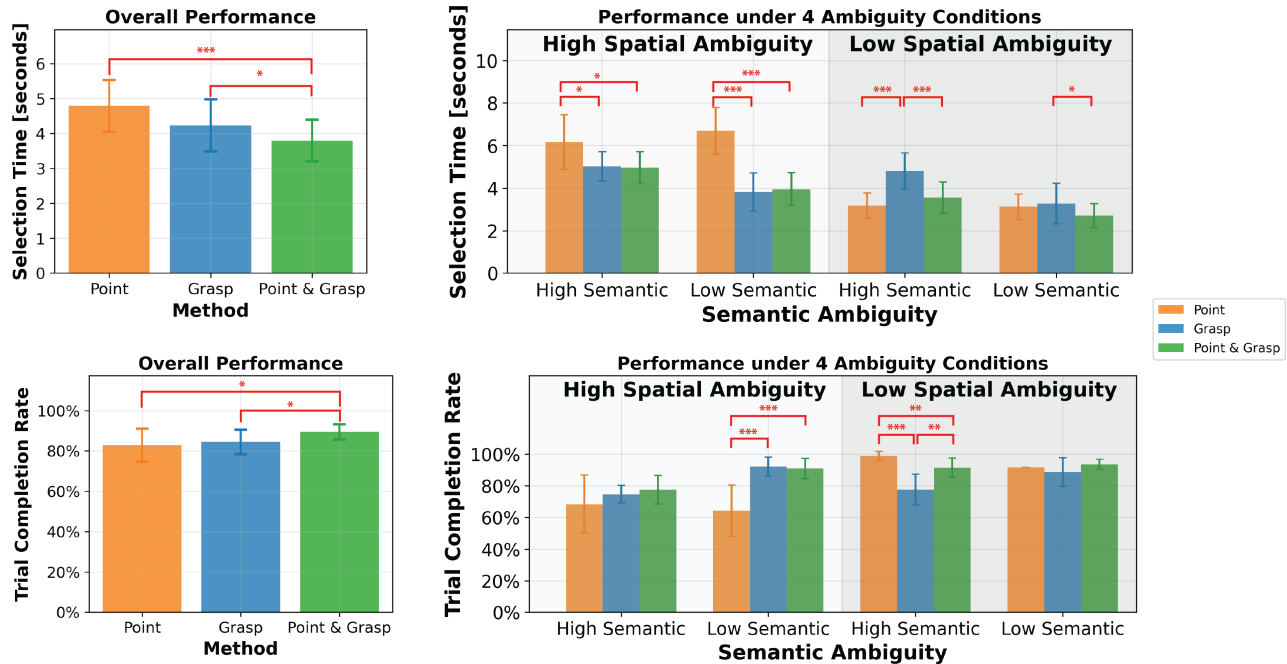 Overall Performance
Selection Time [seconds]
6
5
4
3
2
1
0
***
*
Point
Grasp
Point & Grasp
Method
Performance under 4 Ambiguity Conditions
High Spatial Ambiguity
Low Spatial Ambiguity
Selection Time [seconds]
10
8
6
4
2
0
*
*
***
***
***
***
*
High Semantic
Low Semantic
High Semantic
Low Semantic
Semantic Ambiguity
Point
Grasp
Point & Grasp
Overall Performance
Trial Completion Rate
100%
80%
60%
40%
20%
0%
*
*
Point
Grasp
Point & Grasp
Method
Performance under 4 Ambiguity Conditions
High Spatial Ambiguity
Low Spatial Ambiguity
Trial Completion Rate
100%
80%
60%
40%
20%
0%
***
***
**
***
**
High Semantic
Low Semantic
High Semantic
Low Semantic
Semantic Ambiguity